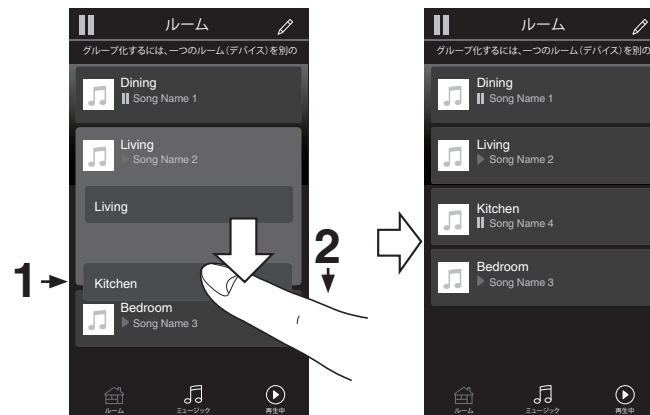 ルーム
グループ化するには、一つのルーム(デバイス)を別の
Dining
Song Name 1
Living
Song Name 2
Living
Kitchen
Bedroom
Song Name 3
ルーム
ミュージック
再生中
1
2
ルーム
グループ化するには、一つのルーム(デバイス)を別の
Dining
Song Name 1
Living
Song Name 2
Kitchen
Song Name 4
Bedroom
Song Name 3
ルーム
ミュージック
再生中